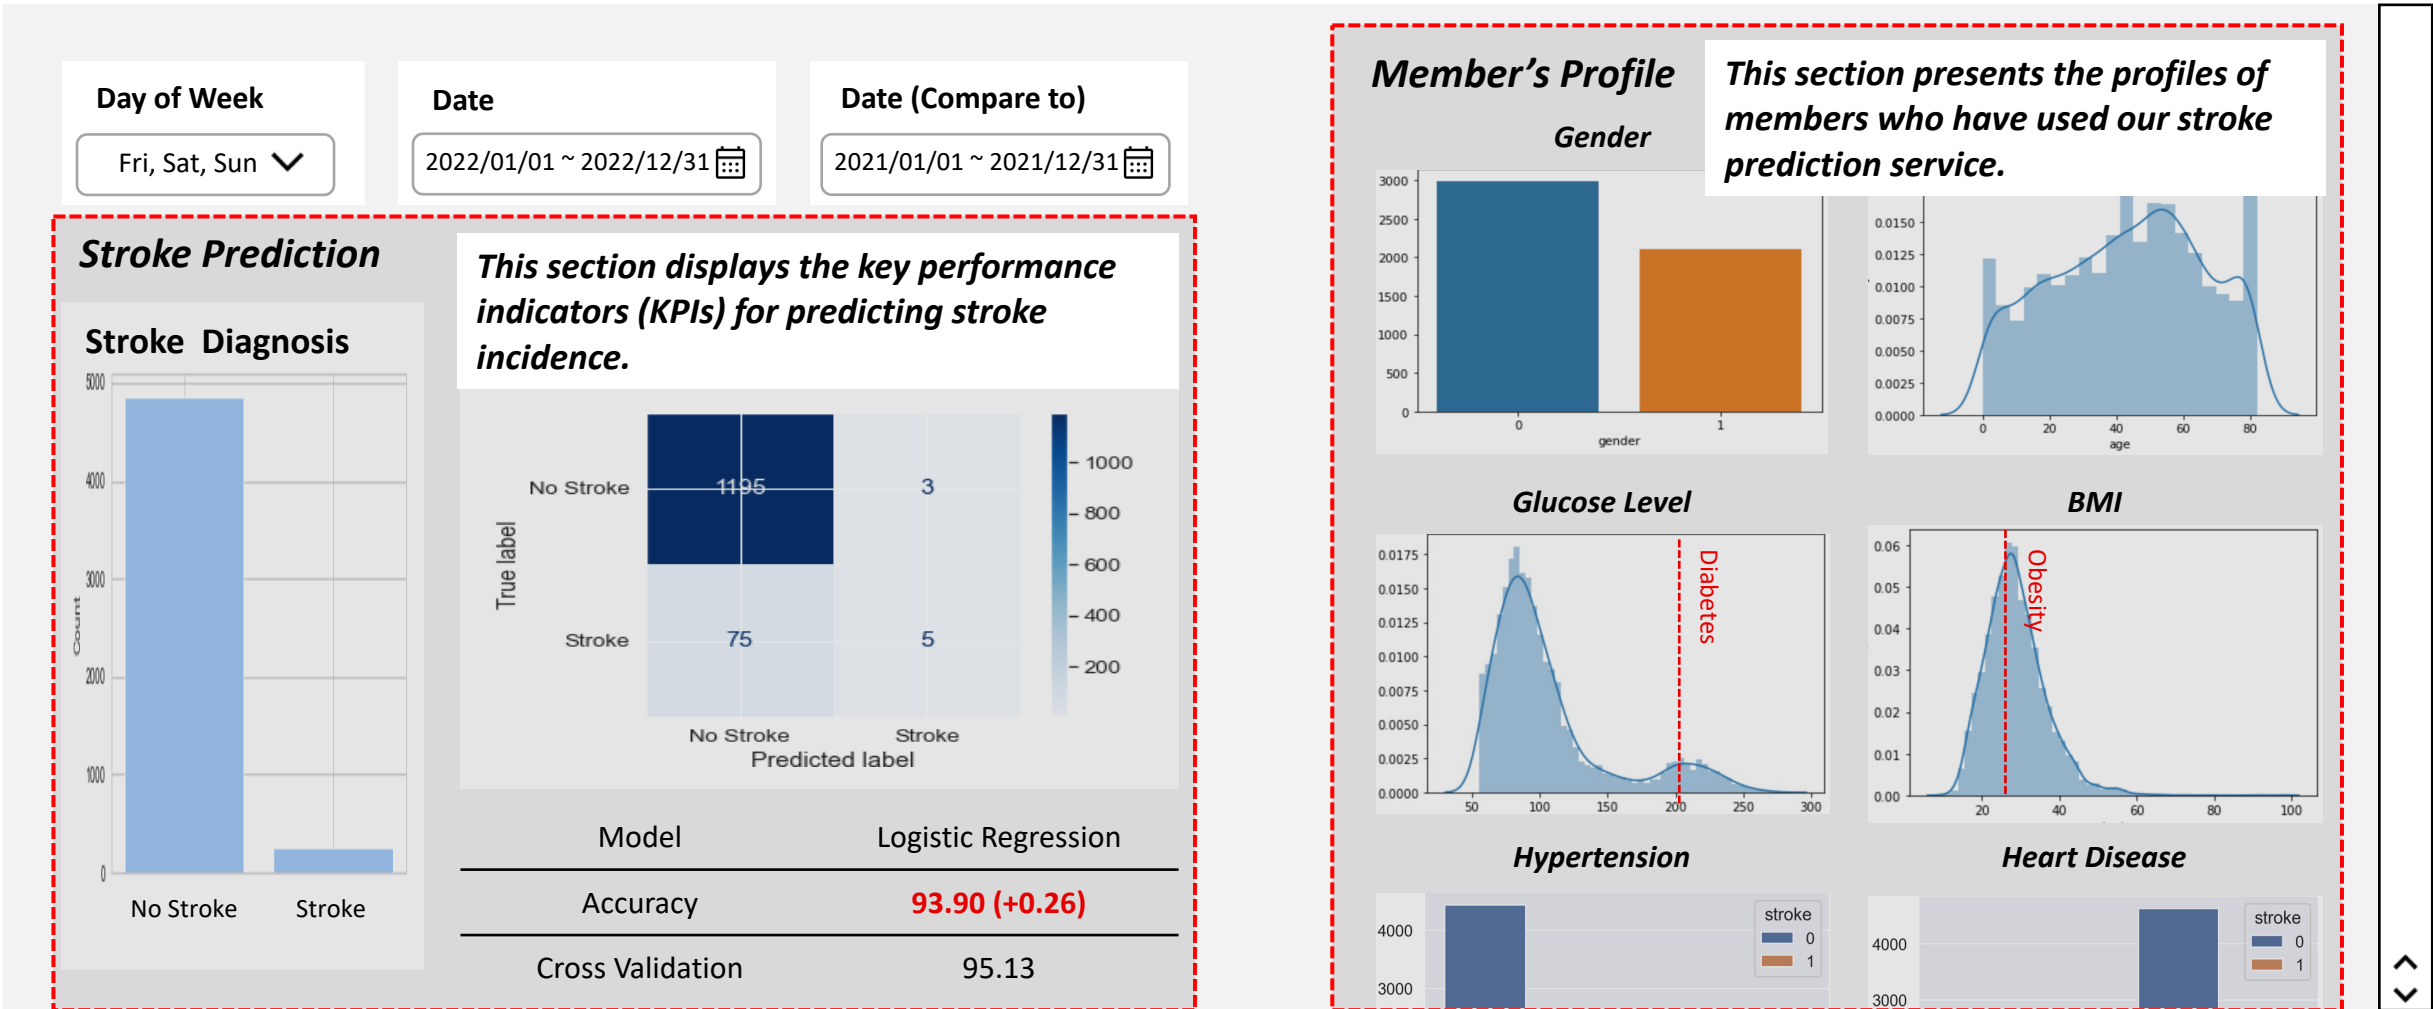 Day of Week
Fri, Sat, Sun
Date
2022/01/01 ~ 2022/12/31
Date (Compare to)
2021/01/01 ~ 2021/12/31
Stroke Prediction
This section displays the key performance
indicators (KPIs) for predicting stroke
incidence.
Stroke Diagnosis
5000
4000
3000
2000
1000
0
Count
No Stroke
Stroke
True label
No Stroke
1195
3
Stroke
75
5
No Stroke
Stroke
Predicted label
1000
800
600
400
200
Model
Logistic Regression
Accuracy
93.90 (+0.26)
Cross Validation
95.13
Member's Profile
This section presents the profiles of
members who have used our stroke
prediction service.
Gender
3000
2500
2000
1500
1000
500
0
0
1
gender
0.0150
0.0125
0.0100
0.0075
0.0050
0.0025
0.0000
0
20
40
60
80
age
Glucose Level
0.0175
0.0150
0.0125
0.0100
0.0075
0.0050
0.0025
0.0000
Diabetes
50
100
150
200
250
300
BMI
0.06
0.05
0.04
0.03
0.02
0.01
0.00
Obesity
20
40
60
80
100
Hypertension
4000
3000
stroke
0
1
Heart Disease
4000
3000
stroke
0
1